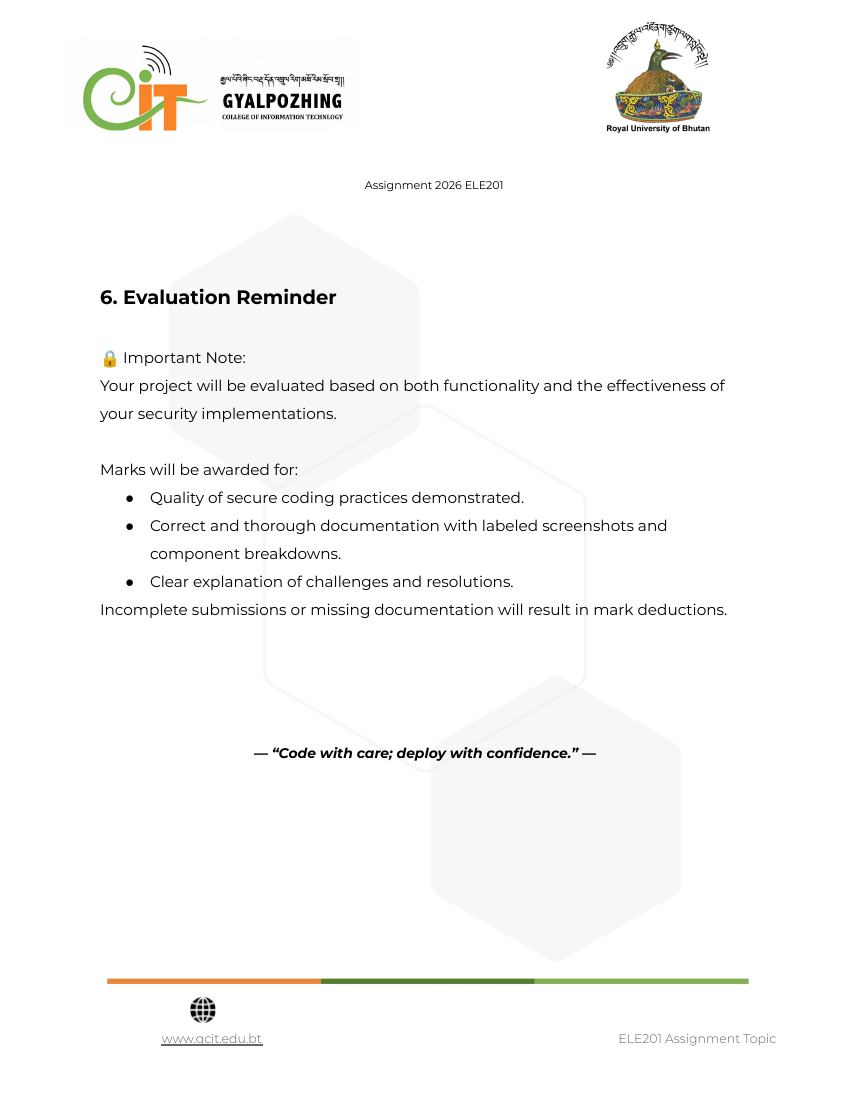 GYALPOZHING
COLLEGE OF INFORMATION TECHNLOGY
Royal University of Bhutan
Assignment 2026 ELE201
6. Evaluation Reminder
🔒 Important Note:
Your project will be evaluated based on both functionality and the effectiveness of
your security implementations.
Marks will be awarded for:
● Quality of secure coding practices demonstrated.
● Correct and thorough documentation with labeled screenshots and
component breakdowns.
● Clear explanation of challenges and resolutions.
Incomplete submissions or missing documentation will result in mark deductions.
— “Code with care; deploy with confidence.” —
www.gcit.edu.bt
ELE201 Assignment Topic